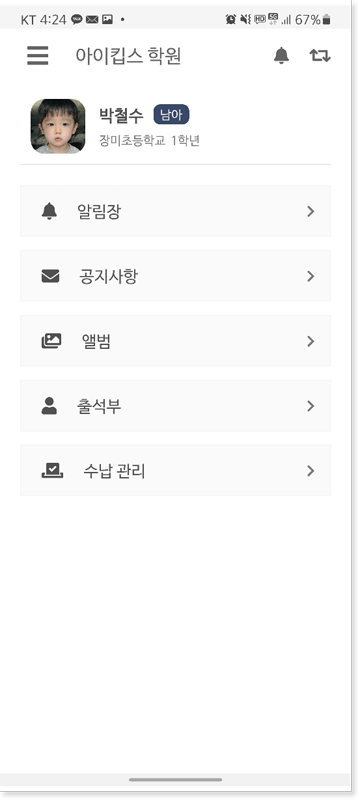 KT 4:24
67%
아이킵스 학원
박철수 남아
장미초등학교 1학년
알림장
공지사항
앨범
출석부
수납 관리